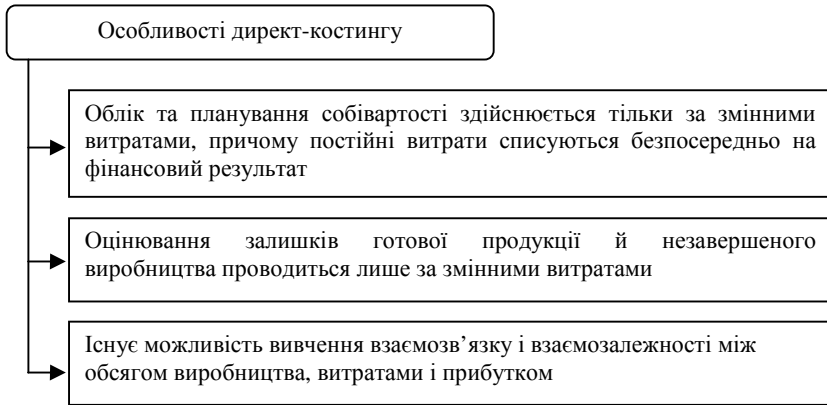 Особливості директ-костингу
Облік та планування собівартості здійснюється тільки за змінними
витратами, причому постійні витрати списуються безпосередньо на
фінансовий результат
Оцінювання залишків готової продукції й незавершеного
виробництва проводиться лише за змінними витратами
Існує можливість вивчення взаємозв’язку і взаємозалежності між
обсягом виробництва, витратами і прибутком